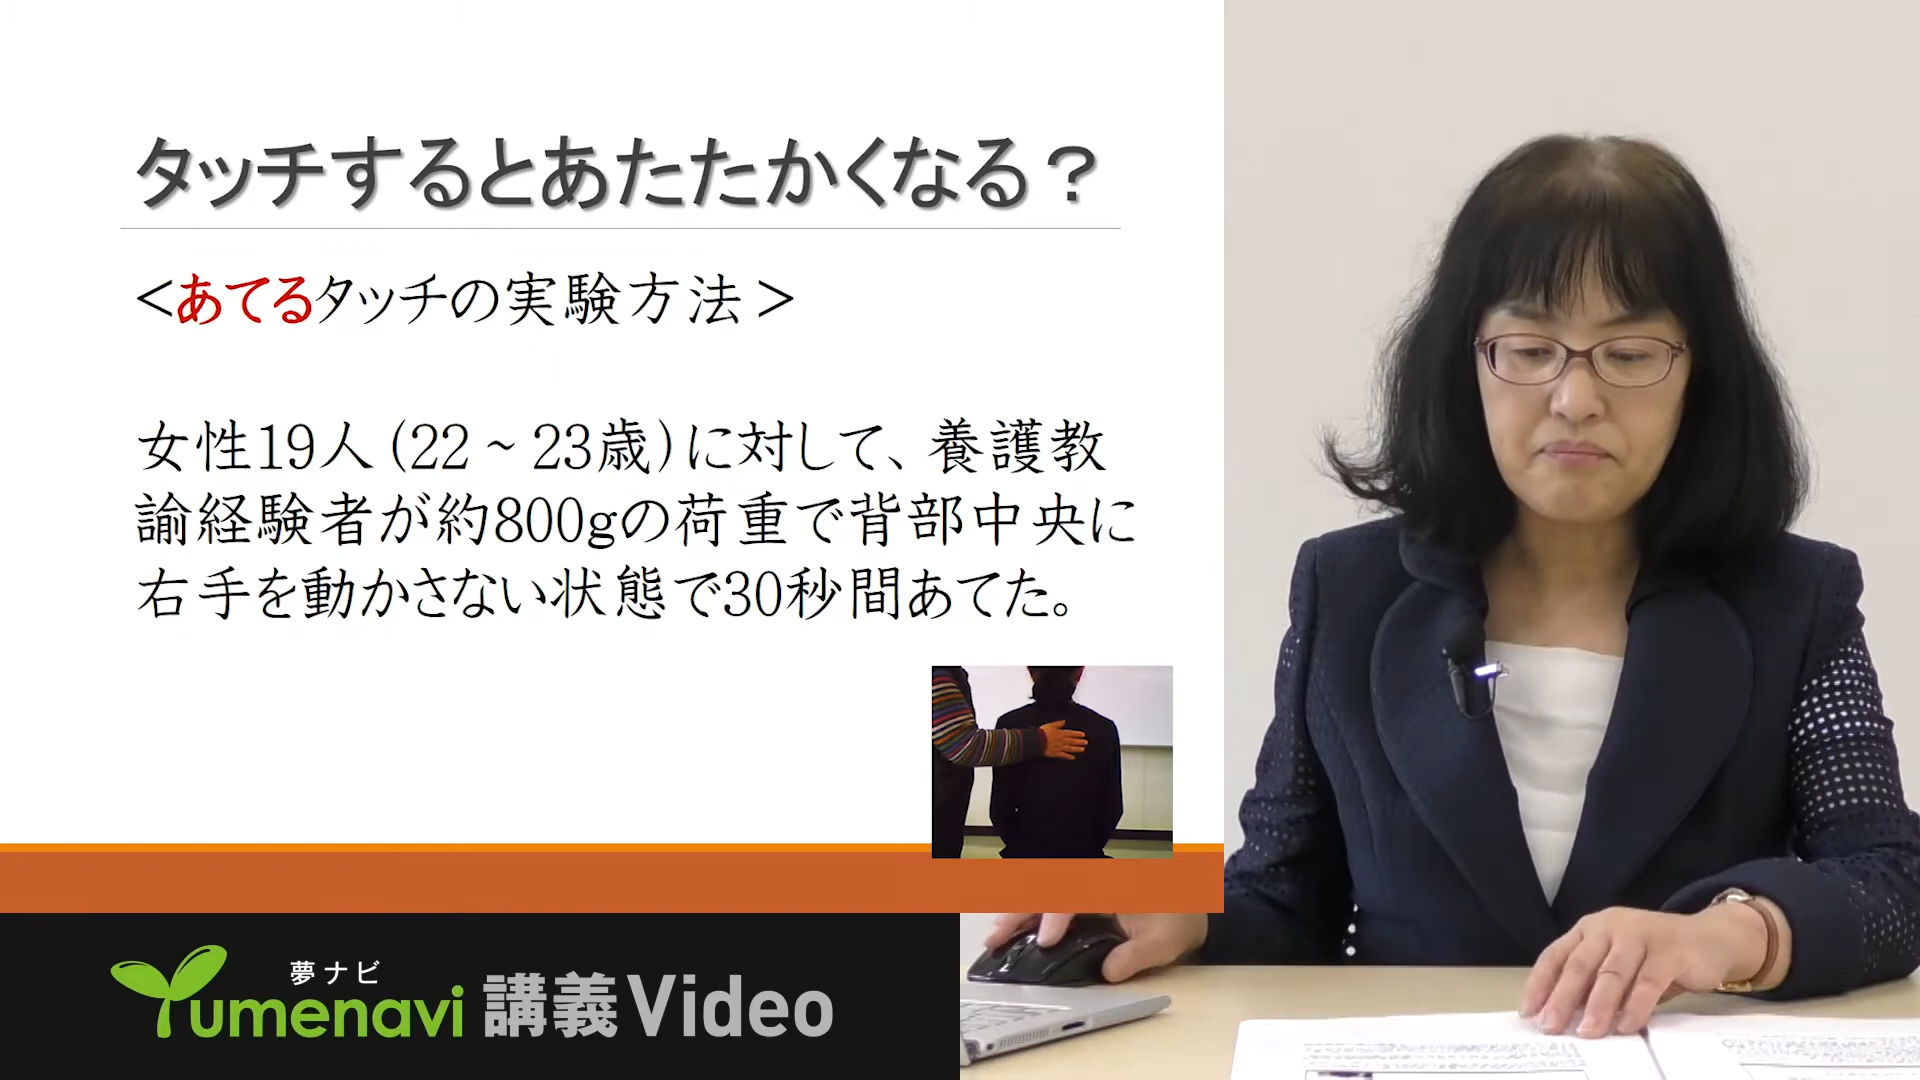 タッチするとあたたかくなる？
＜あてるタッチの実験方法＞
女性19人（22～23歳）に対して、養護教
諭経験者が約800gの荷重で背部中央に
右手を動かさない状態で30秒間あてた。
夢ナビ
Yumenavi 講義Video